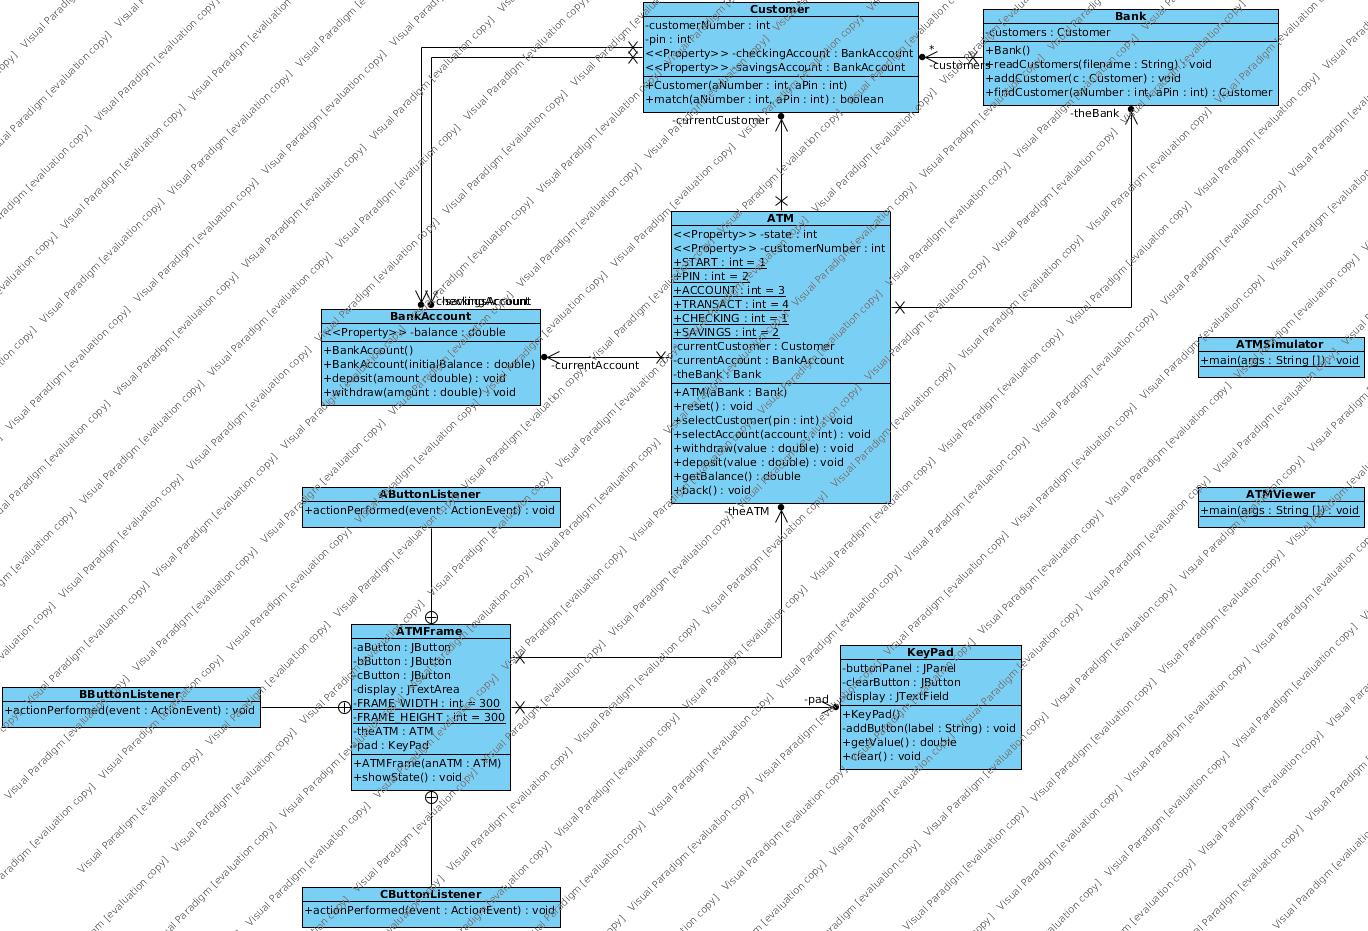 Customer
-customerNumber : int
-pin : int
<<Property>> -checkingAccount : BankAccount
<<Property>> -savingsAccount : BankAccount
+Customer(aNumber : int, aPin : int)
+match(aNumber : int, aPin : int) : boolean
Bank
-customers : Customer
+Bank()
+readCustomers(filename : String) : void
+addCustomer(c : Customer) : void
+findCustomer(aNumber : int, aPin : int) : Customer
*
-customers
-currentCustomer
-theBank
ATM
<<Property>> -state : int
<<Property>> -customerNumber : int
+START : int = 1
+PIN : int = 2
+ACCOUNT : int = 3
+TRANSACT : int = 4
+CHECKING : int = 1
+SAVINGS : int = 2
-currentCustomer : Customer
-currentAccount : BankAccount
-theBank : Bank
+ATM(aBank : Bank)
+reset() : void
+selectCustomer(pin : int) : void
+selectAccount(account : int) : void
+withdraw(value : double) : void
+deposit(value : double) : void
+getBalance() : double
+back() : void
BankAccount
<<Property>> -balance : double
+BankAccount()
+BankAccount(initialBalance : double)
+deposit(amount : double) : void
+withdraw(amount : double) : void
-currentAccount
ATMSimulator
+main(args : String []) : void
ATMViewer
+main(args : String []) : void
AButtonListener
+actionPerformed(event : ActionEvent) : void
-theATM
ATMFrame
-aButton : JButton
-bButton : JButton
-cButton : JButton
-display : JTextArea
-FRAME_WIDTH : int = 300
-FRAME_HEIGHT : int = 300
-theATM : ATM
-pad : KeyPad
+ATMFrame(anATM : ATM)
+showState() : void
BButtonListener
+actionPerformed(event : ActionEvent) : void
-pad
KeyPad
-buttonPanel : JPanel
-clearButton : JButton
-display : JTextField
+KeyPad()
-addButton(label : String) : void
+getValue() : double
+clear() : void
CButtonListener
+actionPerformed(event : ActionEvent) : void
Visual Paradigm [evaluation copy]